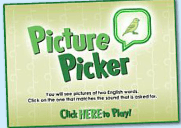 Picture
Picker
You will see pictures of two English words.
Click on the one that matches the sound that is asked for.
Click HERE to Play!